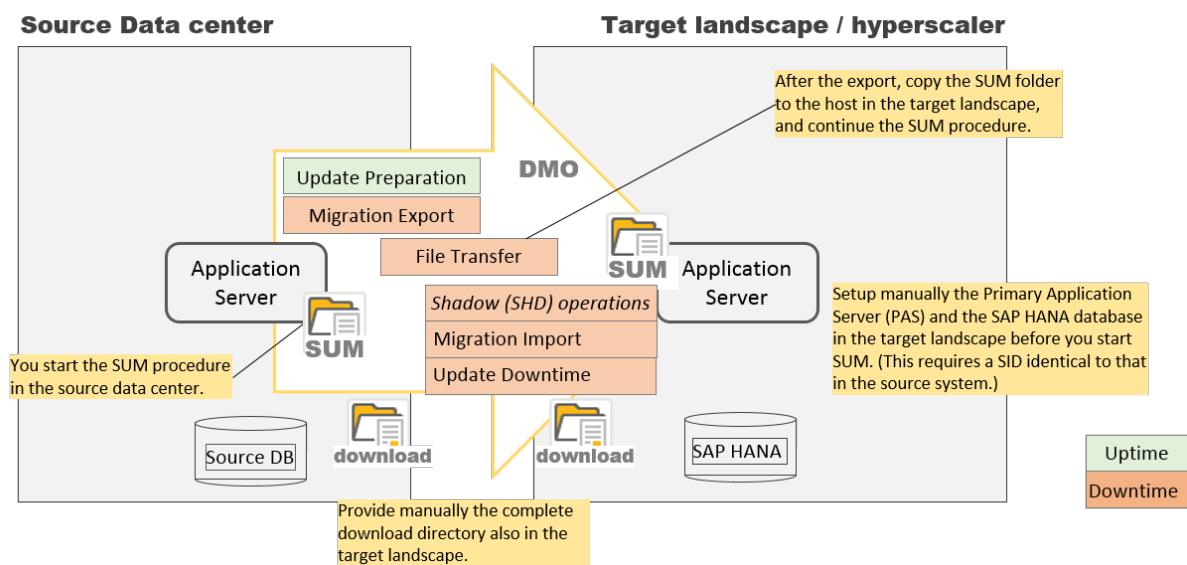 Source Data center
Target landscape / hyperscaler
After the export, copy the SUM folder
to the host in the target landscape,
and continue the SUM procedure.
DMO
Update Preparation
Migration Export
File Transfer
SUM
Application
Server
SUM
Application
Server
Shadow (SHD) operations
Migration Import
Update Downtime
Setup manually the Primary Application
Server (PAS) and the SAP HANA database
in the target landscape before you start
SUM. (This requires a SID identical to that
in the source system.)
You start the SUM procedure
in the source data center.
Source DB
download
download
SAP HANA
Uptime
Downtime
Provide manually the complete
download directory also in the
target landscape.